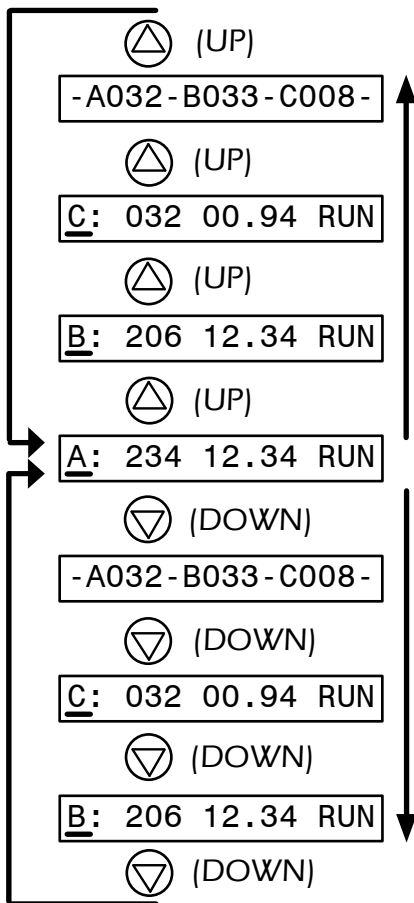 (UP)
-A032-B033-C008-
(UP)
C: 032 00.94 RUN
(UP)
B: 206 12.34 RUN
(UP)
A: 234 12.34 RUN
(DOWN)
-A032-B033-C008-
(DOWN)
C: 032 00.94 RUN
(DOWN)
B: 206 12.34 RUN
(DOWN)